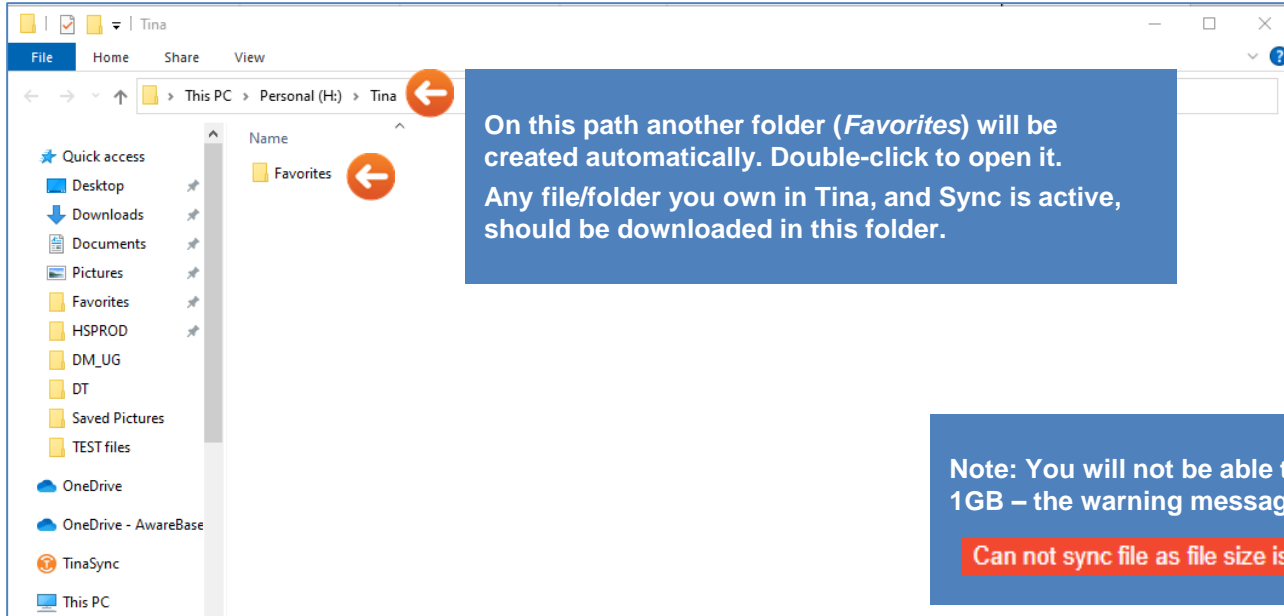 Tina
File Home Share View
This PC > Personal (H:) > Tina
On this path another folder (Favorites) will be
created automatically. Double-click to open it.
Any file/folder you own in Tina, and Sync is active,
should be downloaded in this folder.
Name
Favorites
Quick access
Desktop
Downloads
Documents
Pictures
Favorites
HSPROD
DM_UG
DT
Saved Pictures
TEST files
OneDrive
OneDrive - AwareBase
TinaSync
This PC
Note: You will not be able
1GB – the warning
Can not sync file as file size is